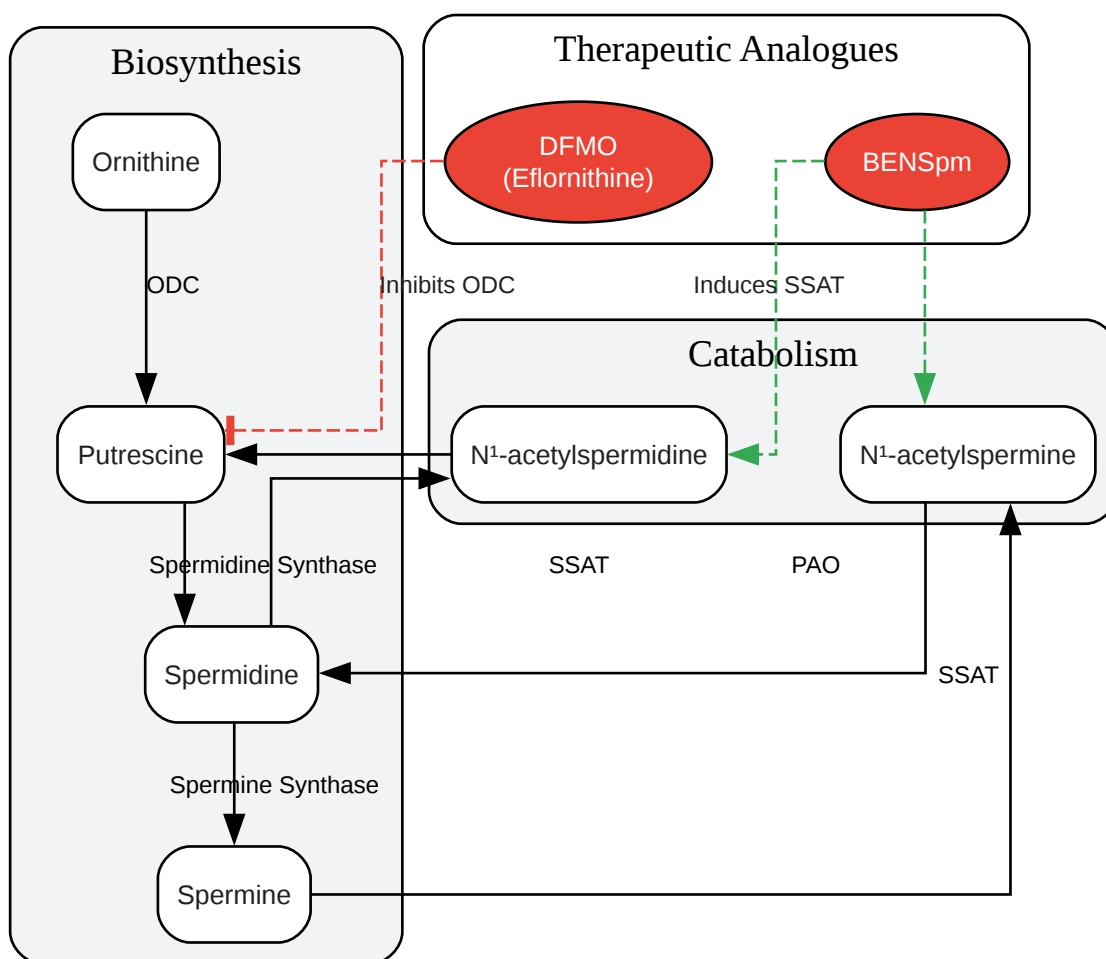 Biosynthesis
Therapeutic Analogues
Ornithine
DFMO
(Eflornithine)
BENSpm
ODC
Inhibits ODC
Induces SSAT
Catabolism
Putrescine
N¹-acetylspermidine
N¹-acetylspermine
Spermidine Synthase
SSAT
PAO
Spermidine
SSAT
Spermine Synthase
Spermine